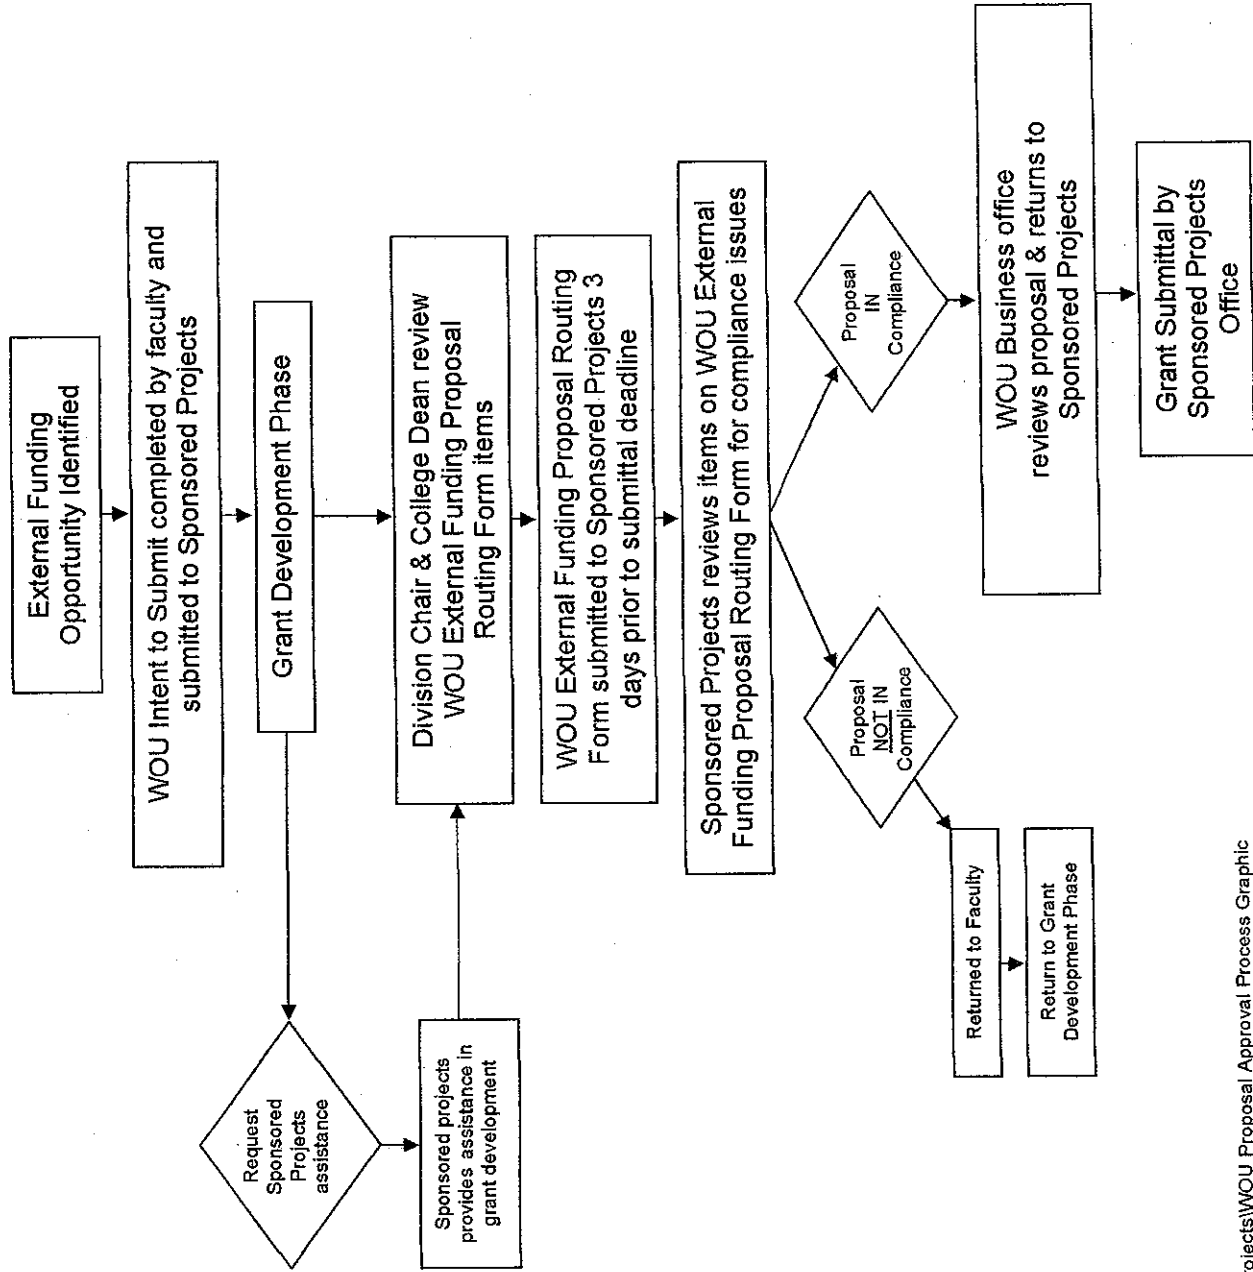 External Funding
Opportunity Identified
WOU Intent to Submit completed by faculty and
submitted to Sponsored Projects
Grant Development Phase
Request
Sponsored
Projects
assistance
Sponsored projects
provides assistance in
grant development
Division Chair & College Dean review
WOU External Funding Proposal
Routing Form items
WOU External Funding Proposal Routing
Form submitted to Sponsored Projects 3
days prior to submittal deadline
Sponsored Projects reviews items on WOU External
Funding Proposal Routing Form for compliance issues
Proposal
NOT IN
Compliance
Proposal
IN
Compliance
Returned to Faculty
Return to Grant
Development Phase
WOU Business office
reviews proposal & returns to
Sponsored Projects
Grant Submittal by
Sponsored Projects
Office
rojects\WOU Proposal Approval Process Graphic